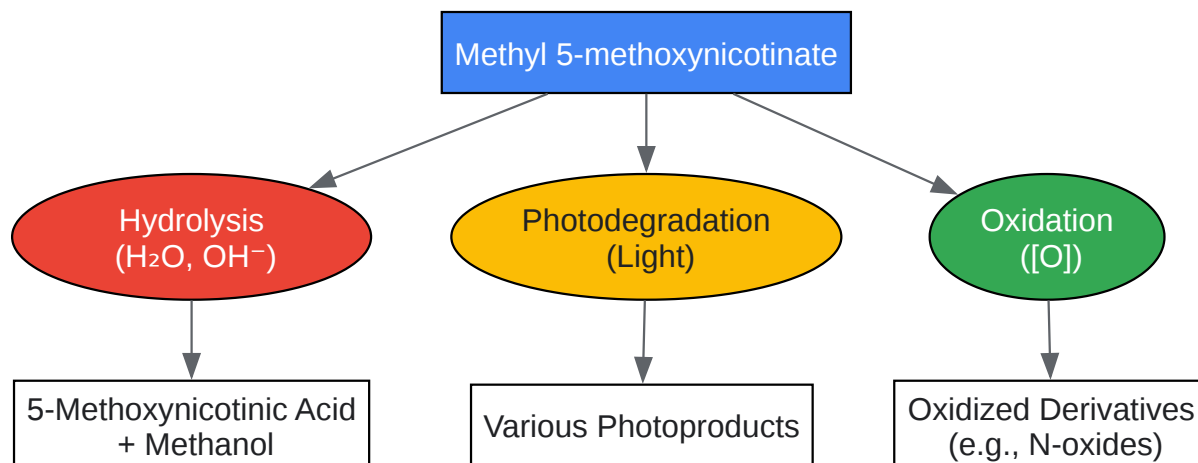 Methyl 5-methoxynicotinate
Hydrolysis
(H₂O, OH⁻)
Photodegradation
(Light)
Oxidation
([O])
5-Methoxynicotinic Acid
+ Methanol
Various Photoproducts
Oxidized Derivatives
(e.g., N-oxides)